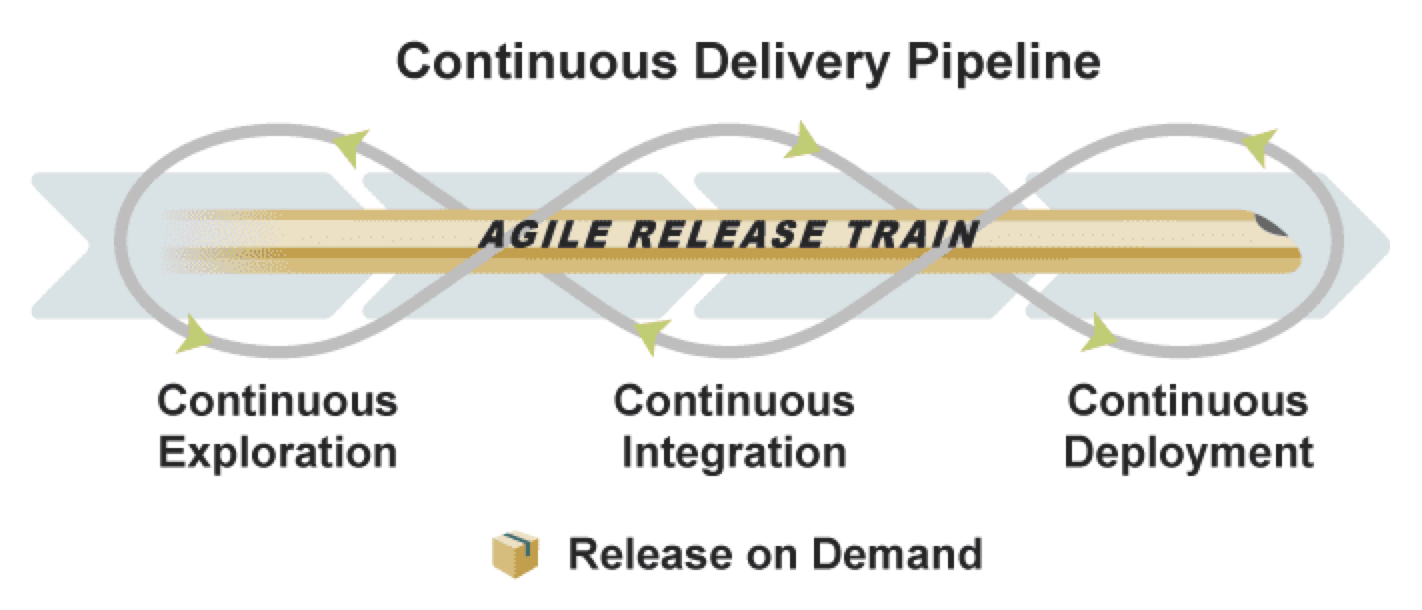 Continuous Delivery Pipeline
AGILE RELEASE TRAIN
Continuous
Exploration
Continuous
Integration
Continuous
Deployment
Release on Demand